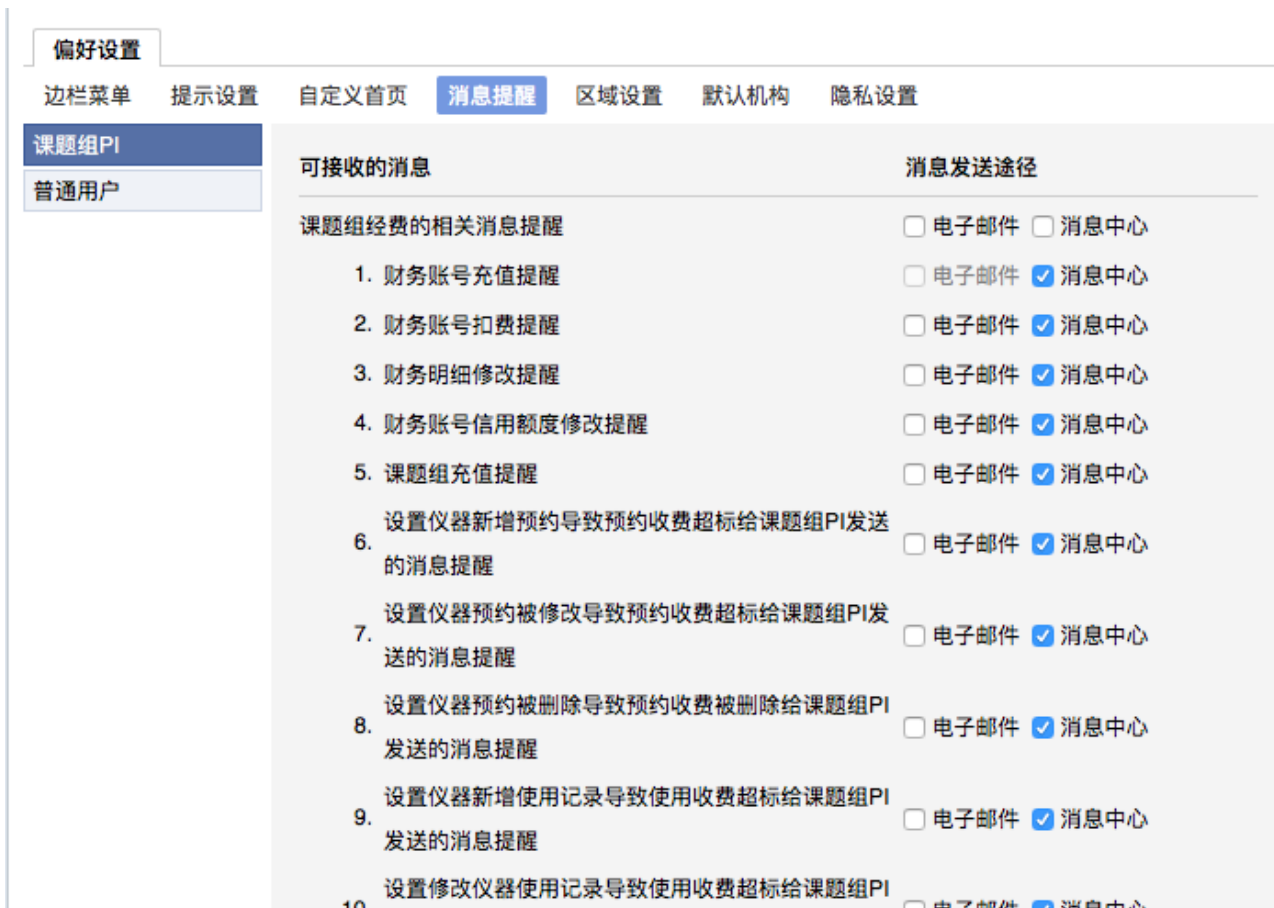 偏好设置
边栏菜单 提示设置 自定义首页 消息提醒 区域设置 默认机构 隐私设置
课题组PI
普通用户
可接收的消息 消息发送途径
课题组经费的相关消息提醒 电子邮件 消息中心
1. 财务账号充值提醒 电子邮件 消息中心
2. 财务账号扣费提醒 电子邮件 消息中心
3. 财务明细修改提醒 电子邮件 消息中心
4. 财务账号信用额度修改提醒 电子邮件 消息中心
5. 课题组充值提醒 电子邮件 消息中心
设置仪器新增预约导致预约收费超标给课题组PI发送
6. 电子邮件 消息中心
的消息提醒
设置仪器预约被修改导致预约收费超标给课题组PI发
7. 电子邮件 消息中心
送的消息提醒
设置仪器预约被删除导致预约收费被删除给课题组PI
8. 电子邮件 消息中心
发送的消息提醒
设置仪器新增使用记录导致使用收费超标给课题组PI
9. 电子邮件 消息中心
发送的消息提醒
设置修改仪器使用记录导致使用收费超标给课题组PI
10. 电子邮件 消息中心